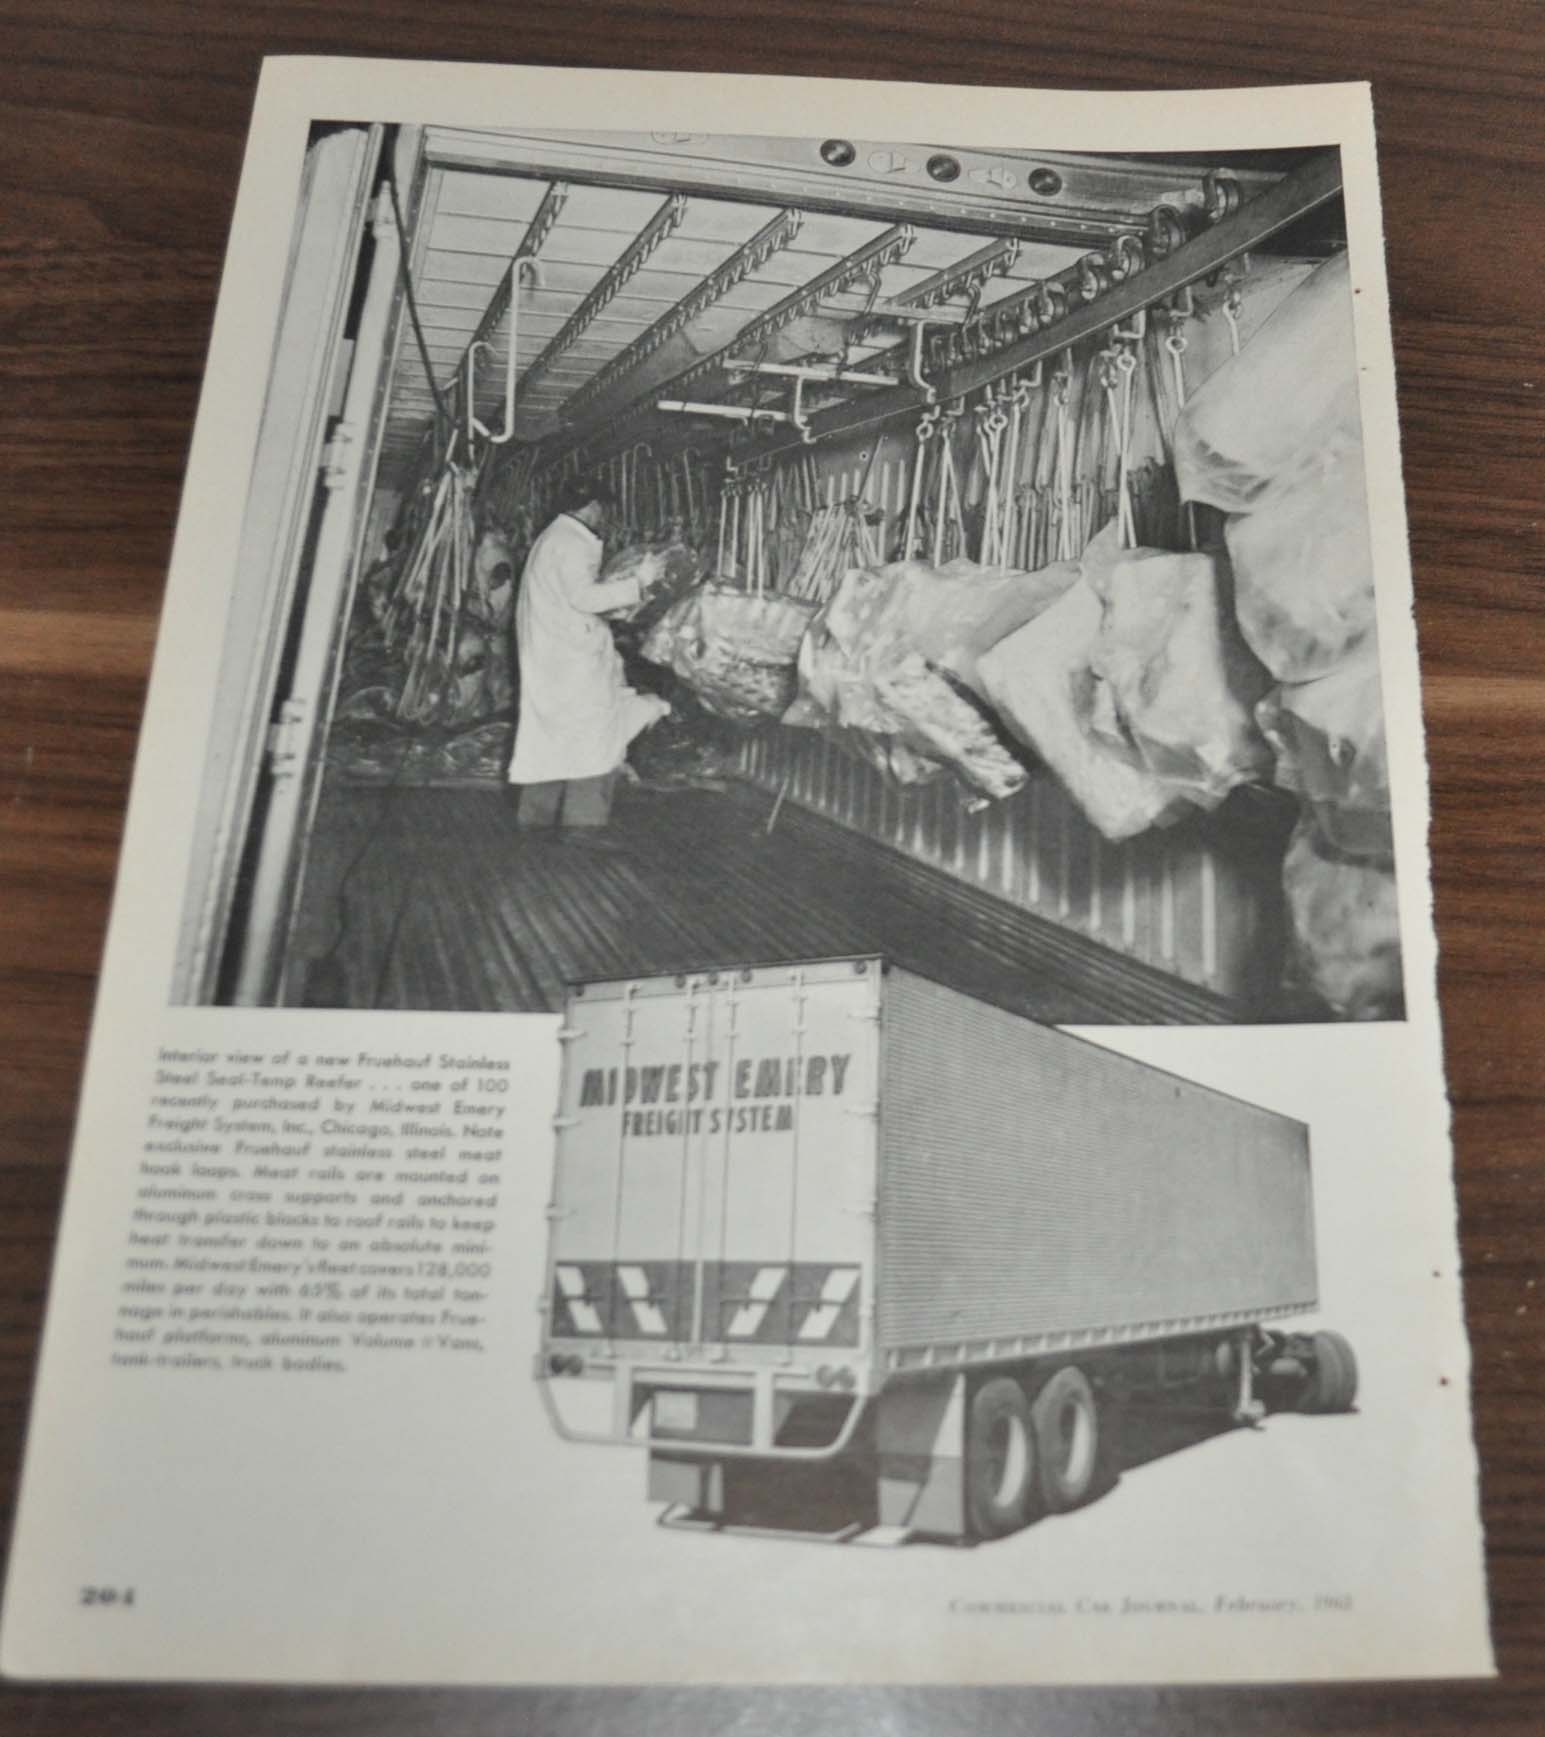 MIDWEST EMERY
FREIGHT SYSTEM
Interior view of a new Fruehauf Stainless
Steel Seal-Temp Reefer . . . one of 100
recently purchased by Midwest Emery
Freight System, Inc., Chicago, Illinois. Note
exclusive Fruehauf stainless steel meat
hook loops. Meat rails are mounted on
aluminum cross supports and anchored
through plastic blocks to roof rails to keep
heat transfer down to an absolute mini-
mum. Midwest Emery's fleet covers 128,000
miles per day with 65% of its total ton-
nage in perishables. It also operates Frue-
hauf platforms, aluminum Volume Vans,
tank-trailers, truck bodies.
204
COMMERCIAL CAR JOURNAL, February,